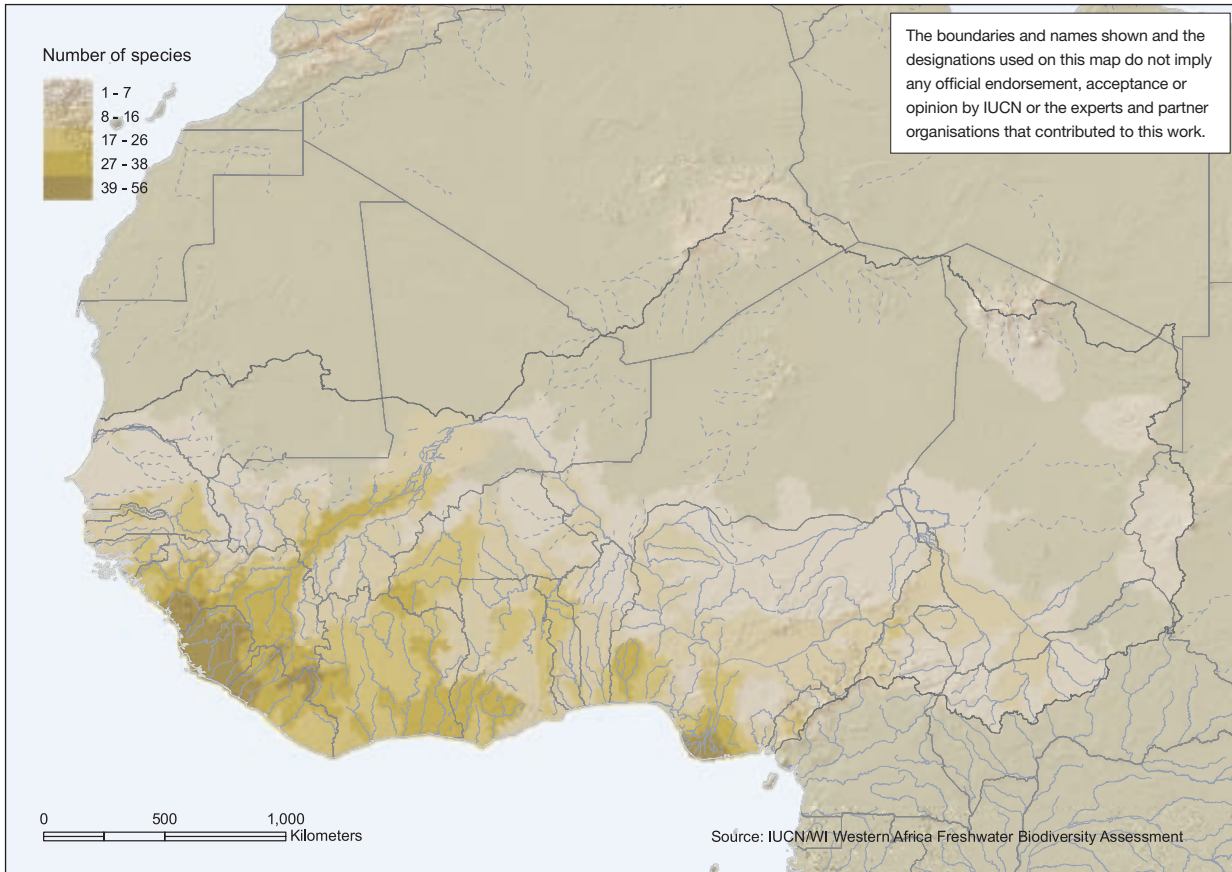 Number of species
1 - 7
8 - 16
17 - 26
27 - 38
39 - 56
The boundaries and names shown and the
designations used on this map do not imply
any official endorsement, acceptance or
opinion by IUCN or the experts and partner
organisations that contributed to this work.
0 500 1,000
Kilometers
Source: IUCN/WI Western Africa Freshwater Biodiversity Assessment